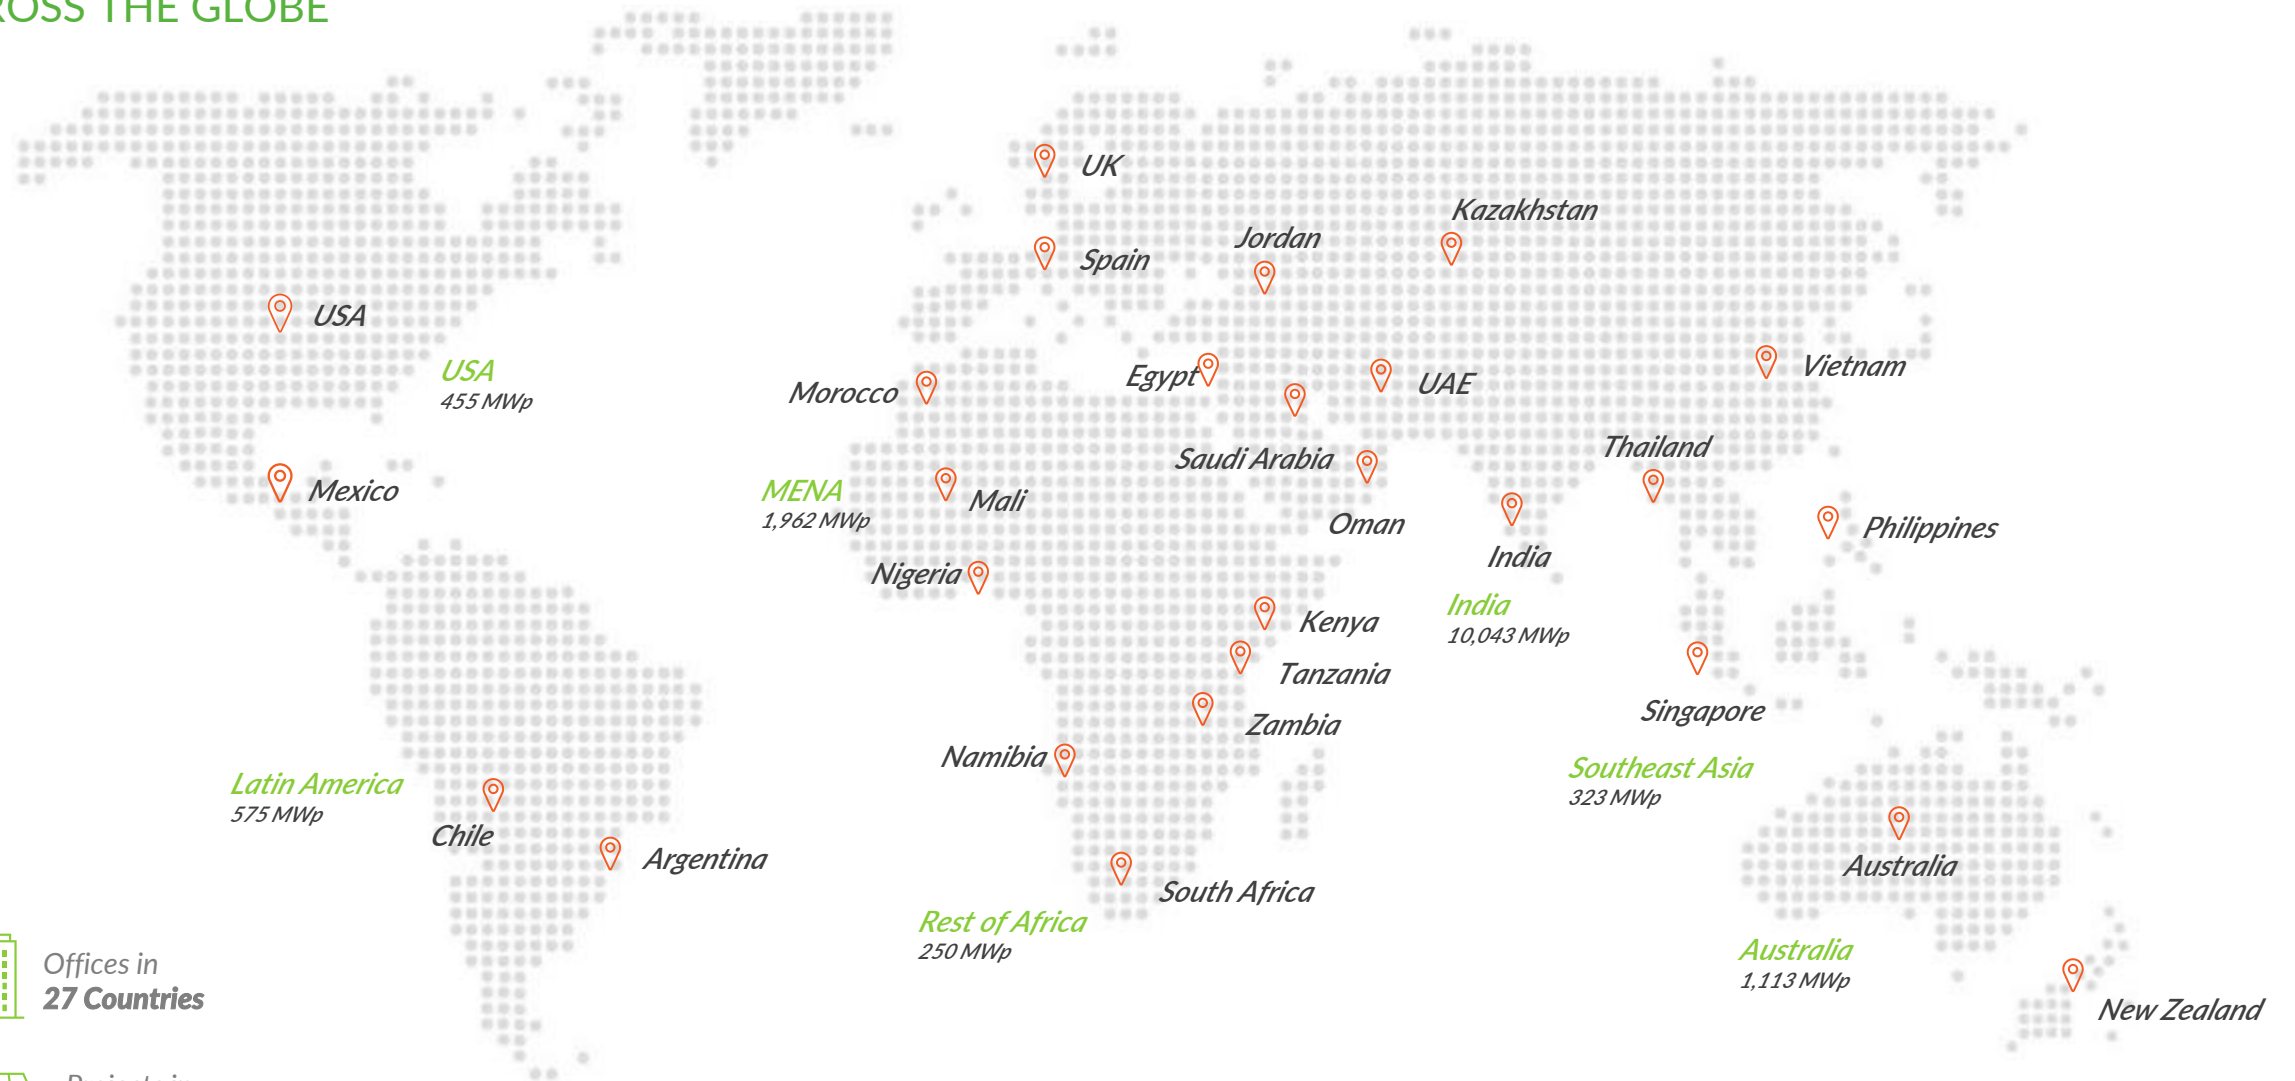 ROSS THE GLOBE
UK
Kazakhstan
Jordan
Spain
USA
USA
455 MWp
Morocco
Egypt
UAE
Vietnam
Mexico
MENA
1,962 MWp
Mali
Saudi Arabia
Oman
Thailand
India
Philippines
Nigeria
Kenya
India
10,043 MWp
Tanzania
Zambia
Singapore
Namibia
Latin America
575 MWp
Chile
Argentina
Southeast Asia
323 MWp
Australia
South Africa
Rest of Africa
250 MWp
Australia
1,113 MWp
New Zealand
Offices in
27 Countries
Projects in